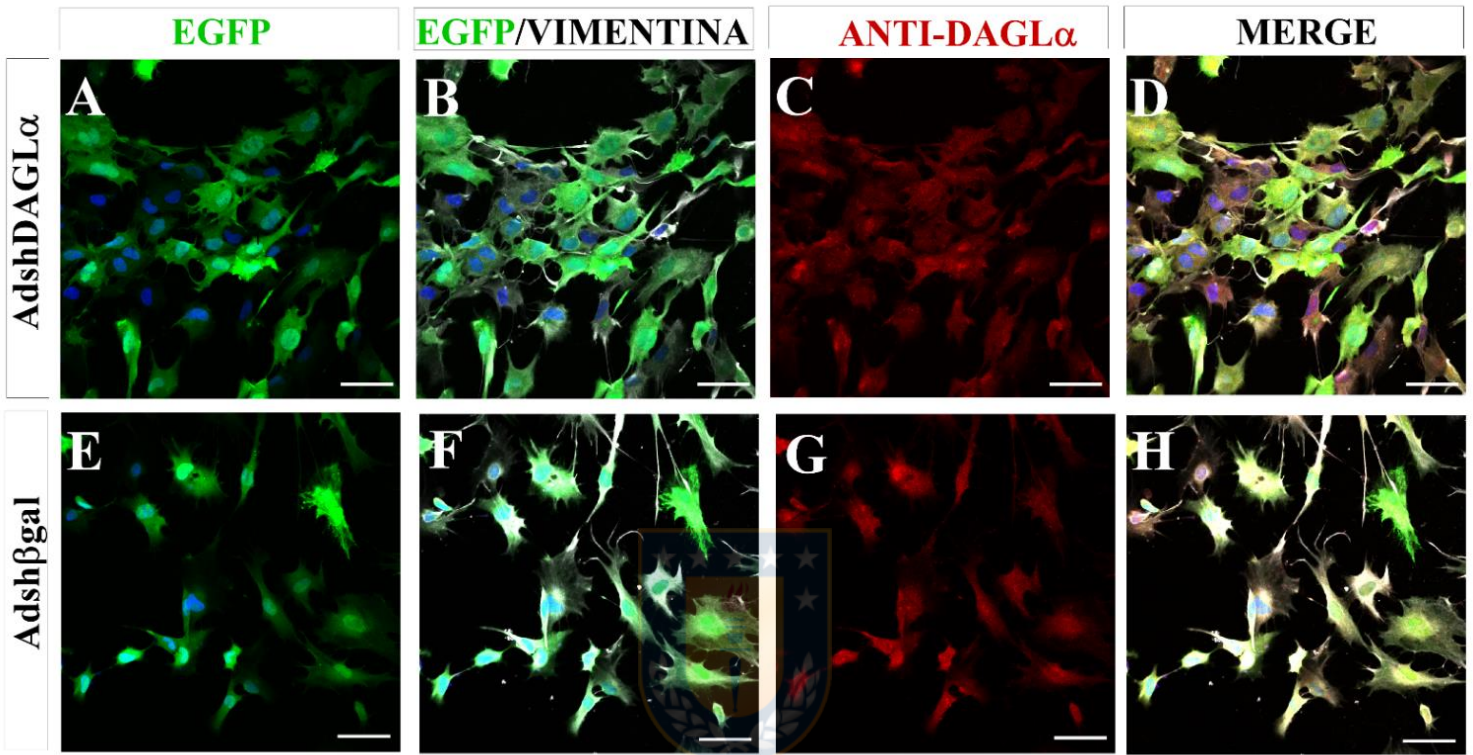 EGFP
EGFP/VIMENTINA
ANTI-DAGLα
MERGE
AdshDAGLα
A
B
C
D
Adshβgal
E
F
G
H